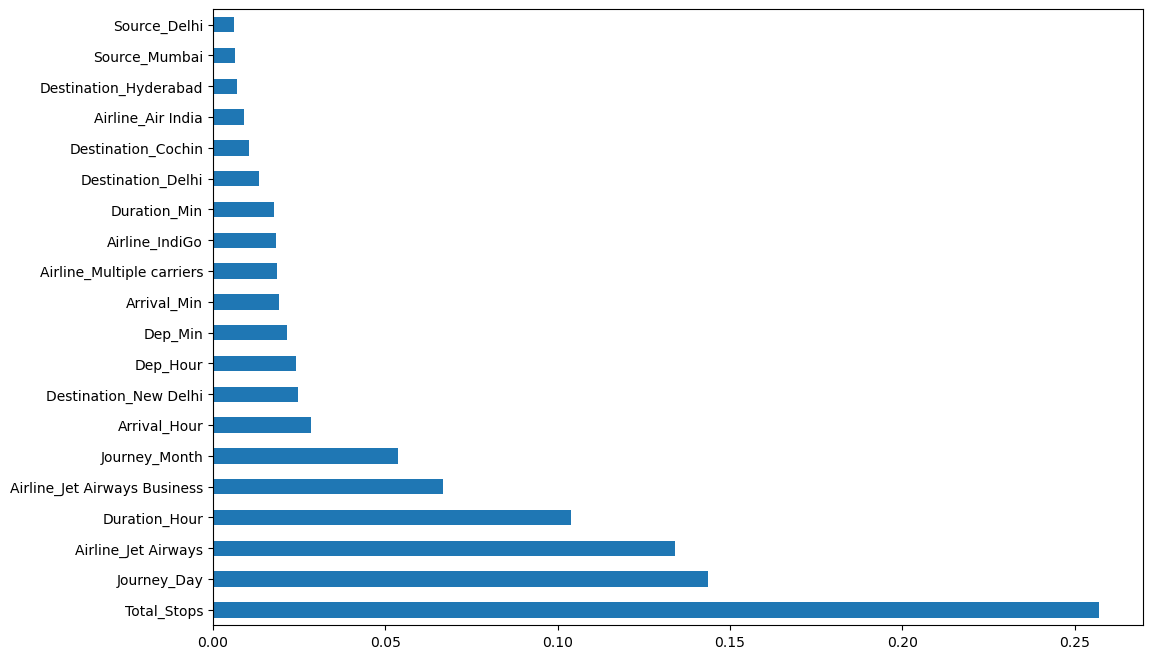 Source_Delhi
Source_Mumbai
Destination_Hyderabad
Airline_Air India
Destination_Cochin
Destination_Delhi
Duration_Min
Airline_IndiGo
Airline_Multiple carriers
Arrival_Min
Dep_Min
Dep_Hour
Destination_New Delhi
Arrival_Hour
Journey_Month
Airline_Jet Airways Business
Duration_Hour
Airline_Jet Airways
Journey_Day
Total_Stops
0.00 0.05 0.10 0.15 0.20 0.25